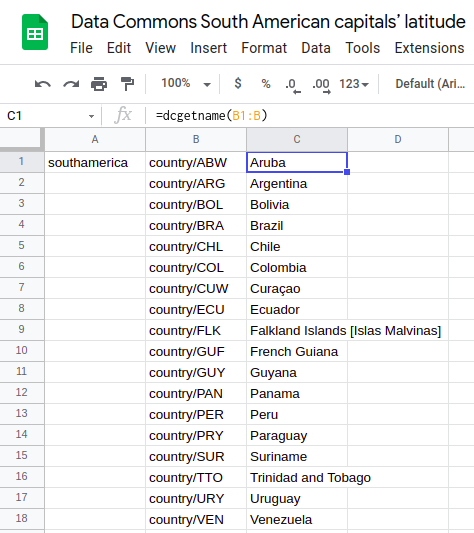 Data Commons South American capitals’ latitude
File Edit View Insert Format Data Tools Extensions
100% $ % .0 .00 123 Default (Ari...
C1 fx =dcgetname(B1:B)
A B C D
1 southamerica country/ABW Aruba
2 country/ARG Argentina
3 country/BOL Bolivia
4 country/BRA Brazil
5 country/CHL Chile
6 country/COL Colombia
7 country/CUW Curaçao
8 country/ECU Ecuador
9 country/FLK Falkland Islands [Islas Malvinas]
10 country/GUF French Guiana
11 country/GUY Guyana
12 country/PAN Panama
13 country/PER Peru
14 country/PRY Paraguay
15 country/SUR Suriname
16 country/TTO Trinidad and Tobago
17 country/URY Uruguay
18 country/VEN Venezuela